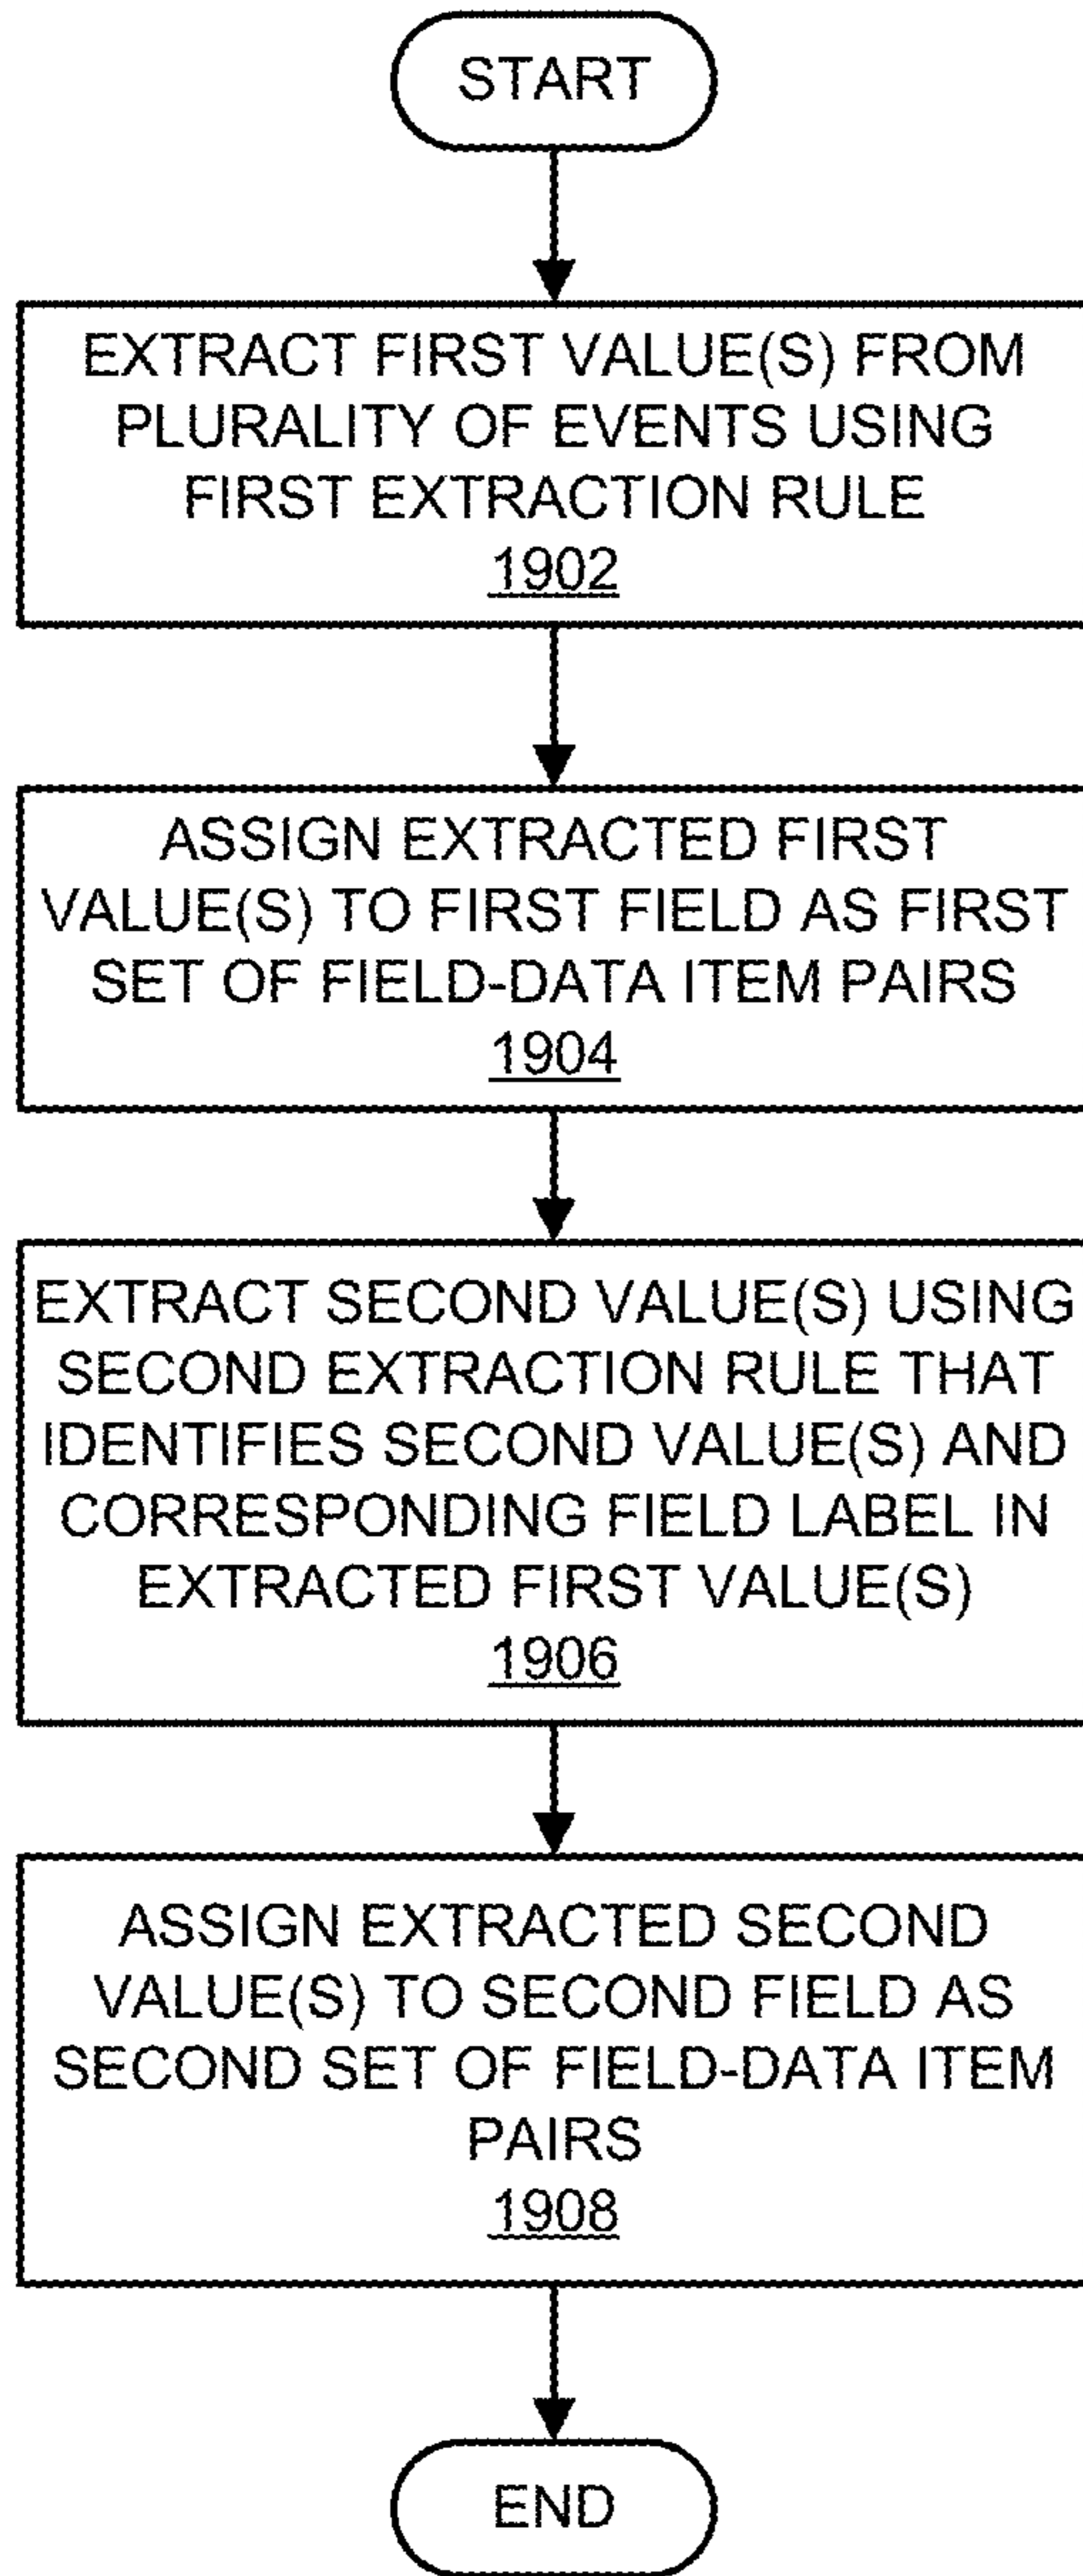 START
EXTRACT FIRST VALUE(S) FROM
PLURALITY OF EVENTS USING
FIRST EXTRACTION RULE
1902
ASSIGN EXTRACTED FIRST
VALUE(S) TO FIRST FIELD AS FIRST
SET OF FIELD-DATA ITEM PAIRS
1904
EXTRACT SECOND VALUE(S) USING
SECOND EXTRACTION RULE THAT
IDENTIFIES SECOND VALUE(S) AND
CORRESPONDING FIELD LABEL IN
EXTRACTED FIRST VALUE(S)
1906
ASSIGN EXTRACTED SECOND
VALUE(S) TO SECOND FIELD AS
SECOND SET OF FIELD-DATA ITEM
PAIRS
1908
END